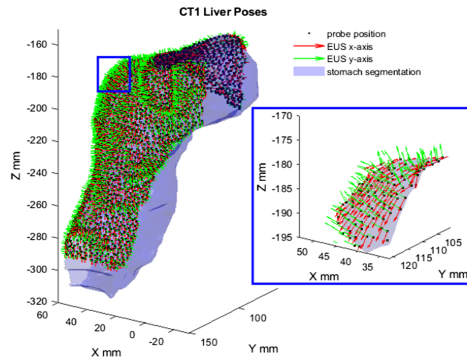 CT1 Liver Poses
probe position
EUS x-axis
EUS y-axis
stomach segmentation
-160
-180
-200
-220
-240
-260
-280
-300
-320
Z mm
60
40
20
0
-20
X mm
150
100
Y mm
-170
-175
-180
-185
-190
-195
Z mm
50
45
40
35
X mm
120
115
110
105
Y mm